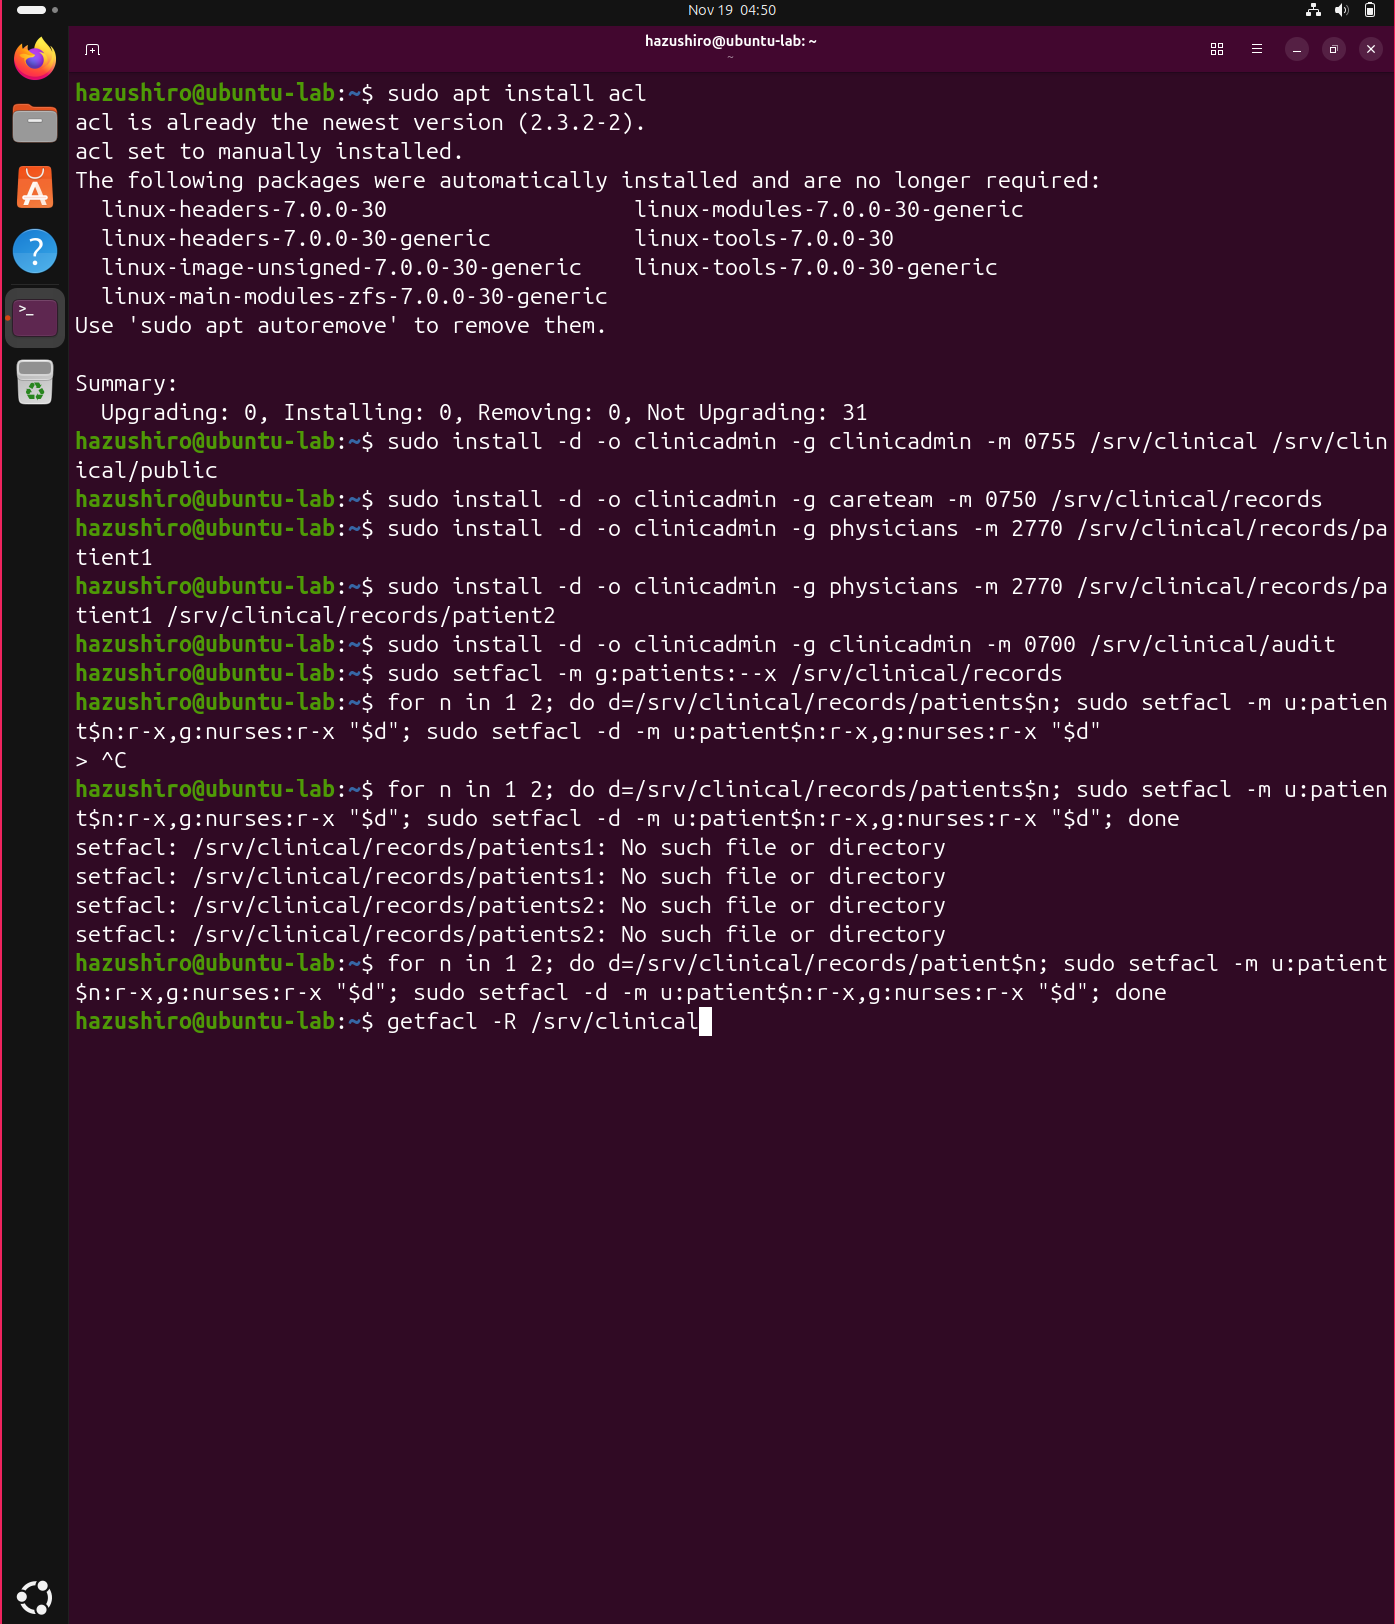 Nov 19 04:50
hazushiro@ubuntu-lab: ~
~
hazushiro@ubuntu-lab:~$ sudo apt install acl
acl is already the newest version (2.3.2-2).
acl set to manually installed.
The following packages were automatically installed and are no longer required:
  linux-headers-7.0.0-30                   linux-modules-7.0.0-30-generic
  linux-headers-7.0.0-30-generic           linux-tools-7.0.0-30
  linux-image-unsigned-7.0.0-30-generic    linux-tools-7.0.0-30-generic
  linux-main-modules-zfs-7.0.0-30-generic
Use 'sudo apt autoremove' to remove them.

Summary:
  Upgrading: 0, Installing: 0, Removing: 0, Not Upgrading: 31
hazushiro@ubuntu-lab:~$ sudo install -d -o clinicadmin -g clinicadmin -m 0755 /srv/clinical /srv/clin
ical/public
hazushiro@ubuntu-lab:~$ sudo install -d -o clinicadmin -g careteam -m 0750 /srv/clinical/records
hazushiro@ubuntu-lab:~$ sudo install -d -o clinicadmin -g physicians -m 2770 /srv/clinical/records/pa
tient1
hazushiro@ubuntu-lab:~$ sudo install -d -o clinicadmin -g physicians -m 2770 /srv/clinical/records/pa
tient1 /srv/clinical/records/patient2
hazushiro@ubuntu-lab:~$ sudo install -d -o clinicadmin -g clinicadmin -m 0700 /srv/clinical/audit
hazushiro@ubuntu-lab:~$ sudo setfacl -m g:patients:--x /srv/clinical/records
hazushiro@ubuntu-lab:~$ for n in 1 2; do d=/srv/clinical/records/patients$n; sudo setfacl -m u:patien
t$n:r-x,g:nurses:r-x "$d"; sudo setfacl -d -m u:patient$n:r-x,g:nurses:r-x "$d"
> ^C
hazushiro@ubuntu-lab:~$ for n in 1 2; do d=/srv/clinical/records/patients$n; sudo setfacl -m u:patien
t$n:r-x,g:nurses:r-x "$d"; sudo setfacl -d -m u:patient$n:r-x,g:nurses:r-x "$d"; done
setfacl: /srv/clinical/records/patients1: No such file or directory
setfacl: /srv/clinical/records/patients1: No such file or directory
setfacl: /srv/clinical/records/patients2: No such file or directory
setfacl: /srv/clinical/records/patients2: No such file or directory
hazushiro@ubuntu-lab:~$ for n in 1 2; do d=/srv/clinical/records/patient$n; sudo setfacl -m u:patient
$n:r-x,g:nurses:r-x "$d"; sudo setfacl -d -m u:patient$n:r-x,g:nurses:r-x "$d"; done
hazushiro@ubuntu-lab:~$ getfacl -R /srv/clinical